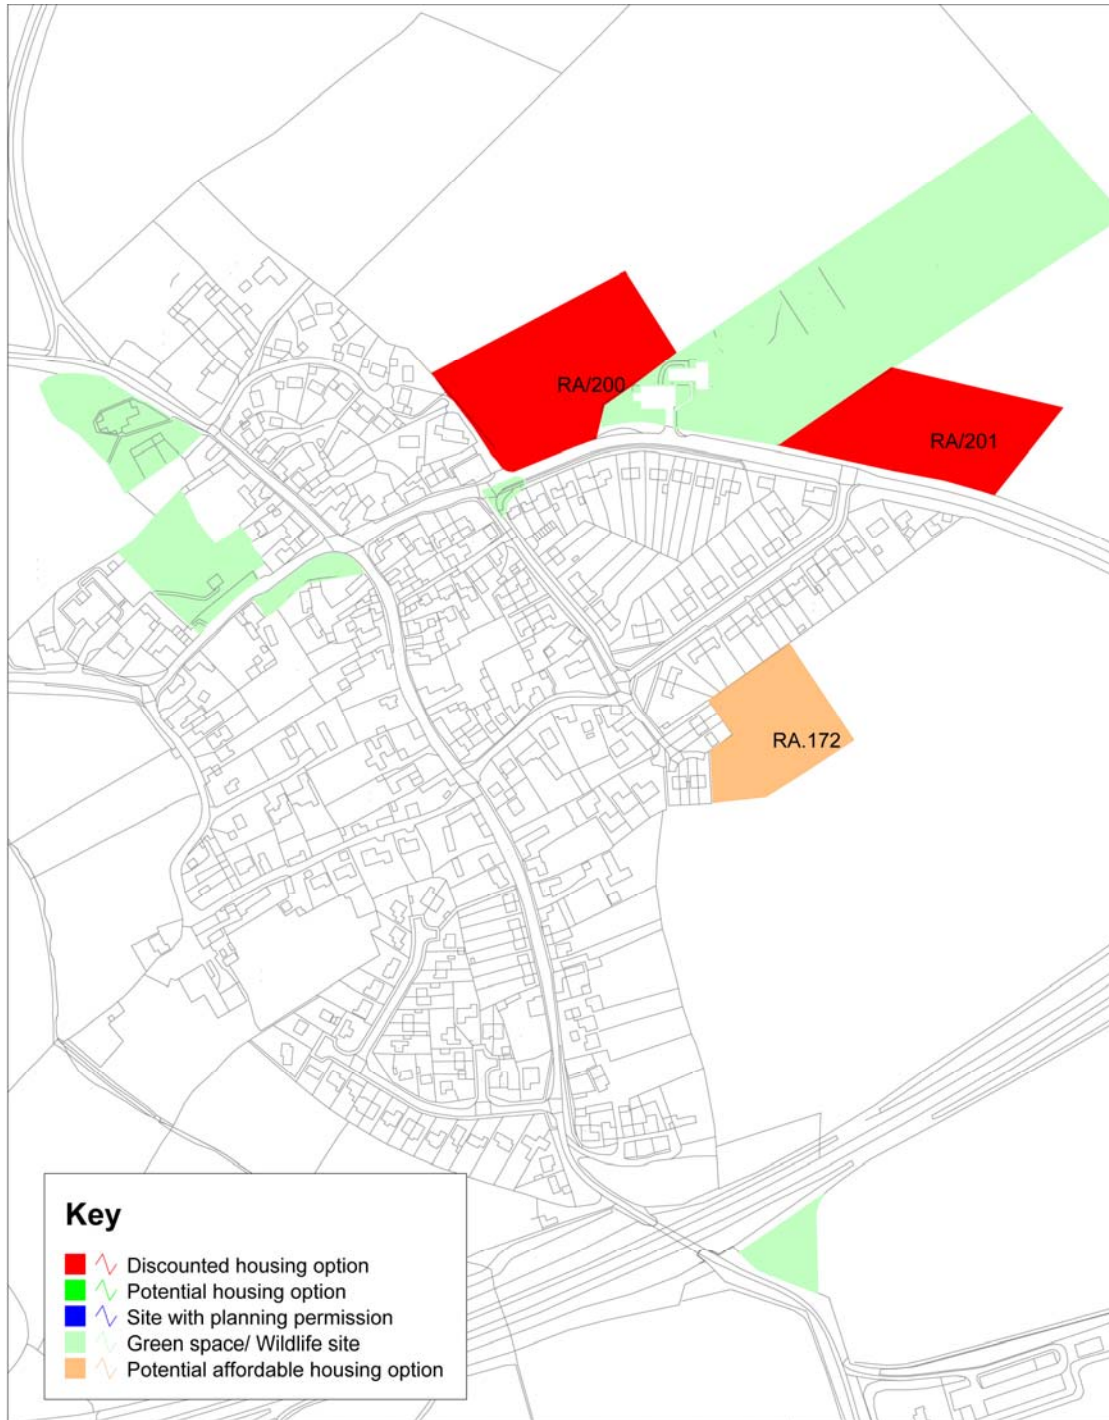 RA/200
RA/201
RA.172
Key
Discounted housing option
Potential housing option
Site with planning permission
Green space/ Wildlife site
Potential affordable housing option